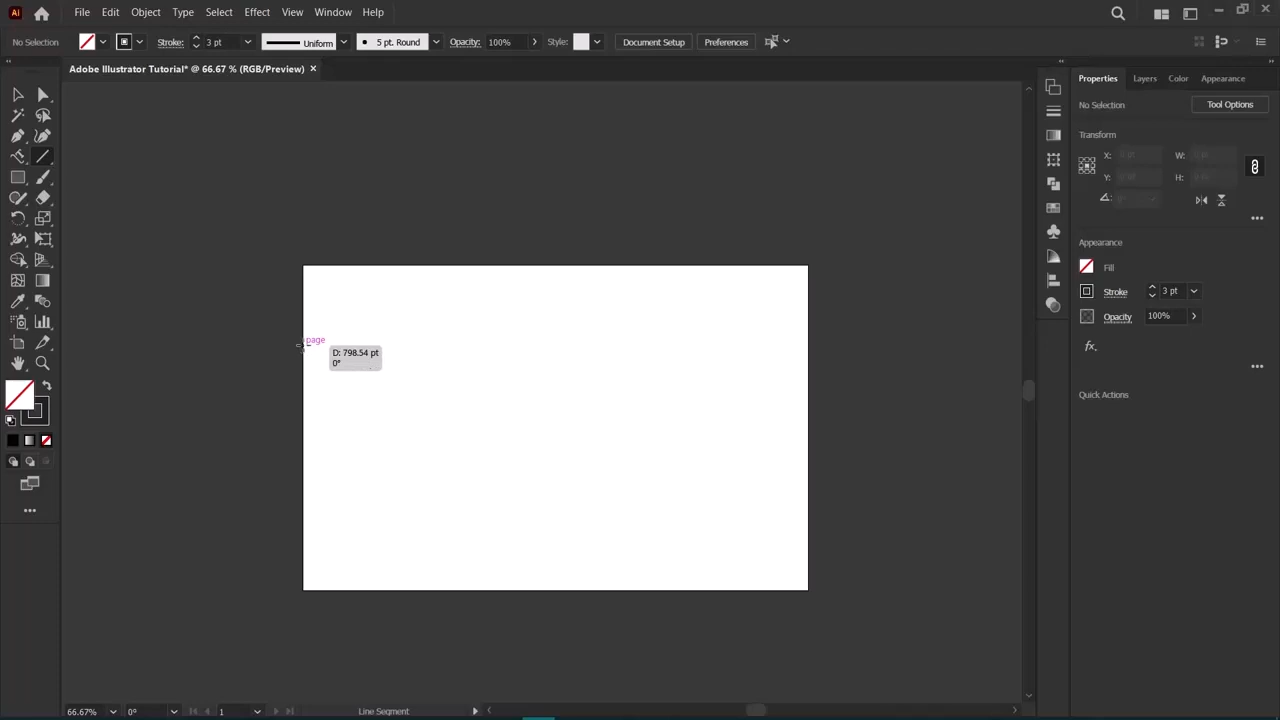 Ai File Edit Object Type Select Effect View Window Help
No Selection Stroke: 3 pt Uniform 5 pt. Round Opacity: 100% Style: Document Setup Preferences
Adobe Illustrator Tutorial* @ 66.67 % (RGB/Preview) ×
Properties Layers Color Appearance
No Selection Tool Options
Transform
X: W:
Y: H:
Appearance
Fill
Stroke 3 pt
Opacity 100%
fx
Quick Actions
page
D: 798.54 pt
0°
66.67% 0° 1 Line Segment